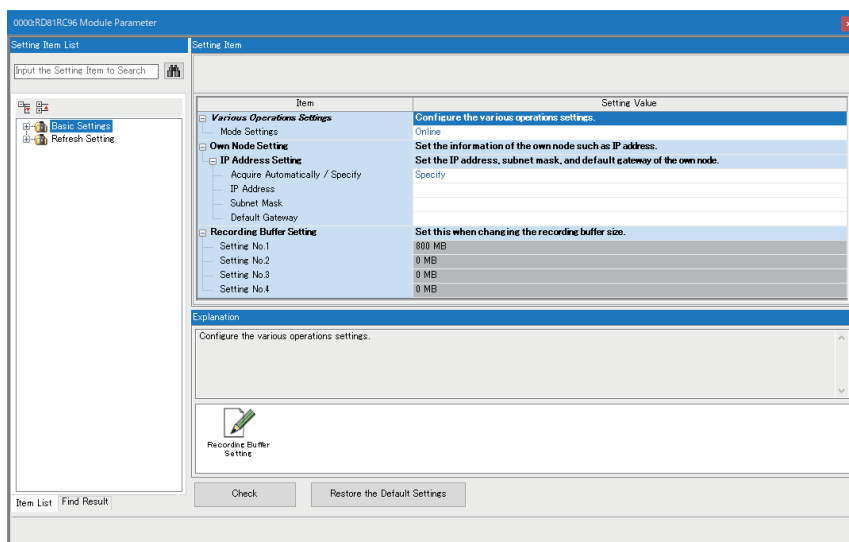 0000:RD81RC96 Module Parameter
Setting Item List
Input the Setting Item to Search
Basic Settings
Refresh Setting
Item List
Find Result
Setting Item
Item Setting Value
Various Operations Settings Configure the various operations settings.
Mode Settings Online
Own Node Setting Set the information of the own node such as IP address.
IP Address Setting Set the IP address, subnet mask, and default gateway of the own node.
Acquire Automatically / Specify Specify
IP Address
Subnet Mask
Default Gateway
Recording Buffer Setting Set this when changing the recording buffer size.
Setting No.1 800 MB
Setting No.2 0 MB
Setting No.3 0 MB
Setting No.4 0 MB
Explanation
Configure the various operations settings.
Recording Buffer
Setting
Check
Restore the Default Settings